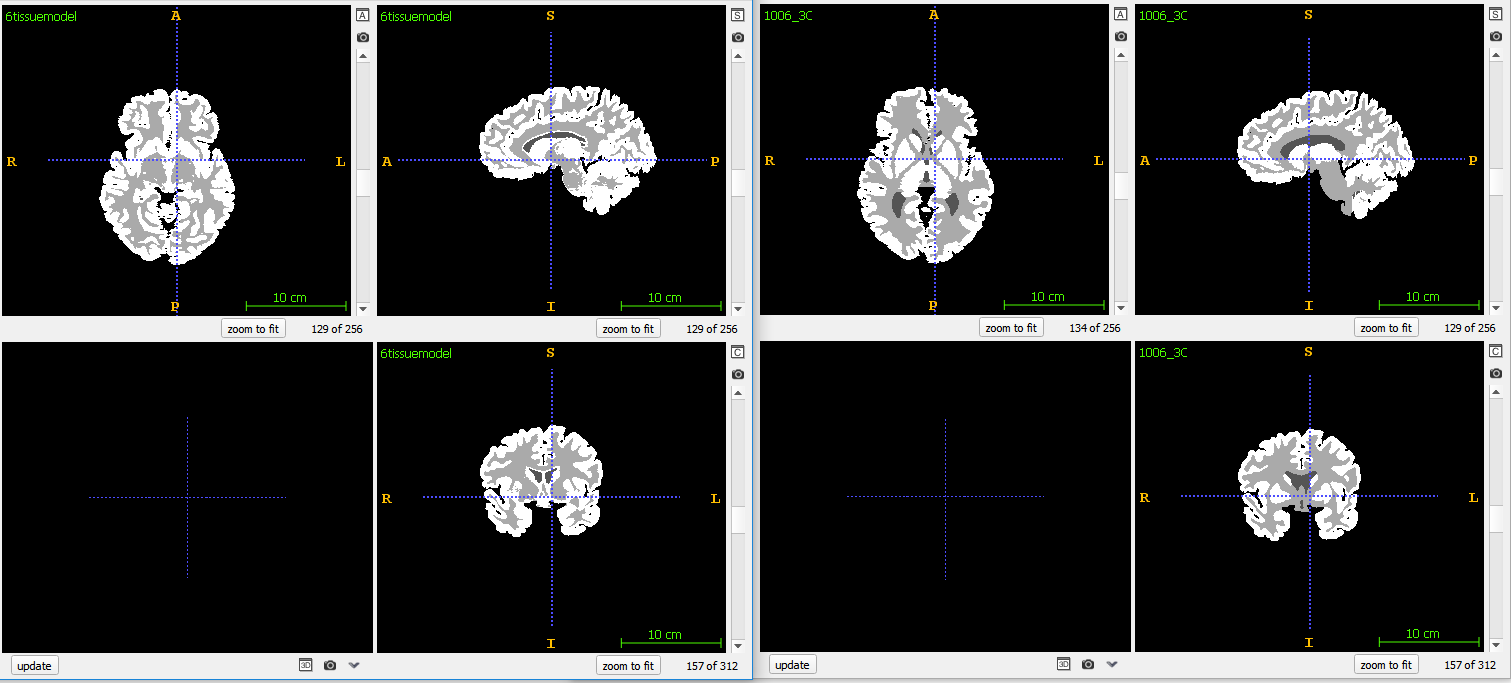 6tissuemodel
A
A
R
L
P
10 cm
zoom to fit
129 of 256
6tissuemodel
S
S
A
P
I
10 cm
zoom to fit
129 of 256
1006_3C
A
A
R
L
P
10 cm
zoom to fit
134 of 256
1006_3C
S
S
A
P
I
10 cm
zoom to fit
129 of 256
update
3D
6tissuemodel
S
C
R
L
I
10 cm
zoom to fit
157 of 312
update
3D
1006_3C
S
C
R
L
I
10 cm
zoom to fit
157 of 312